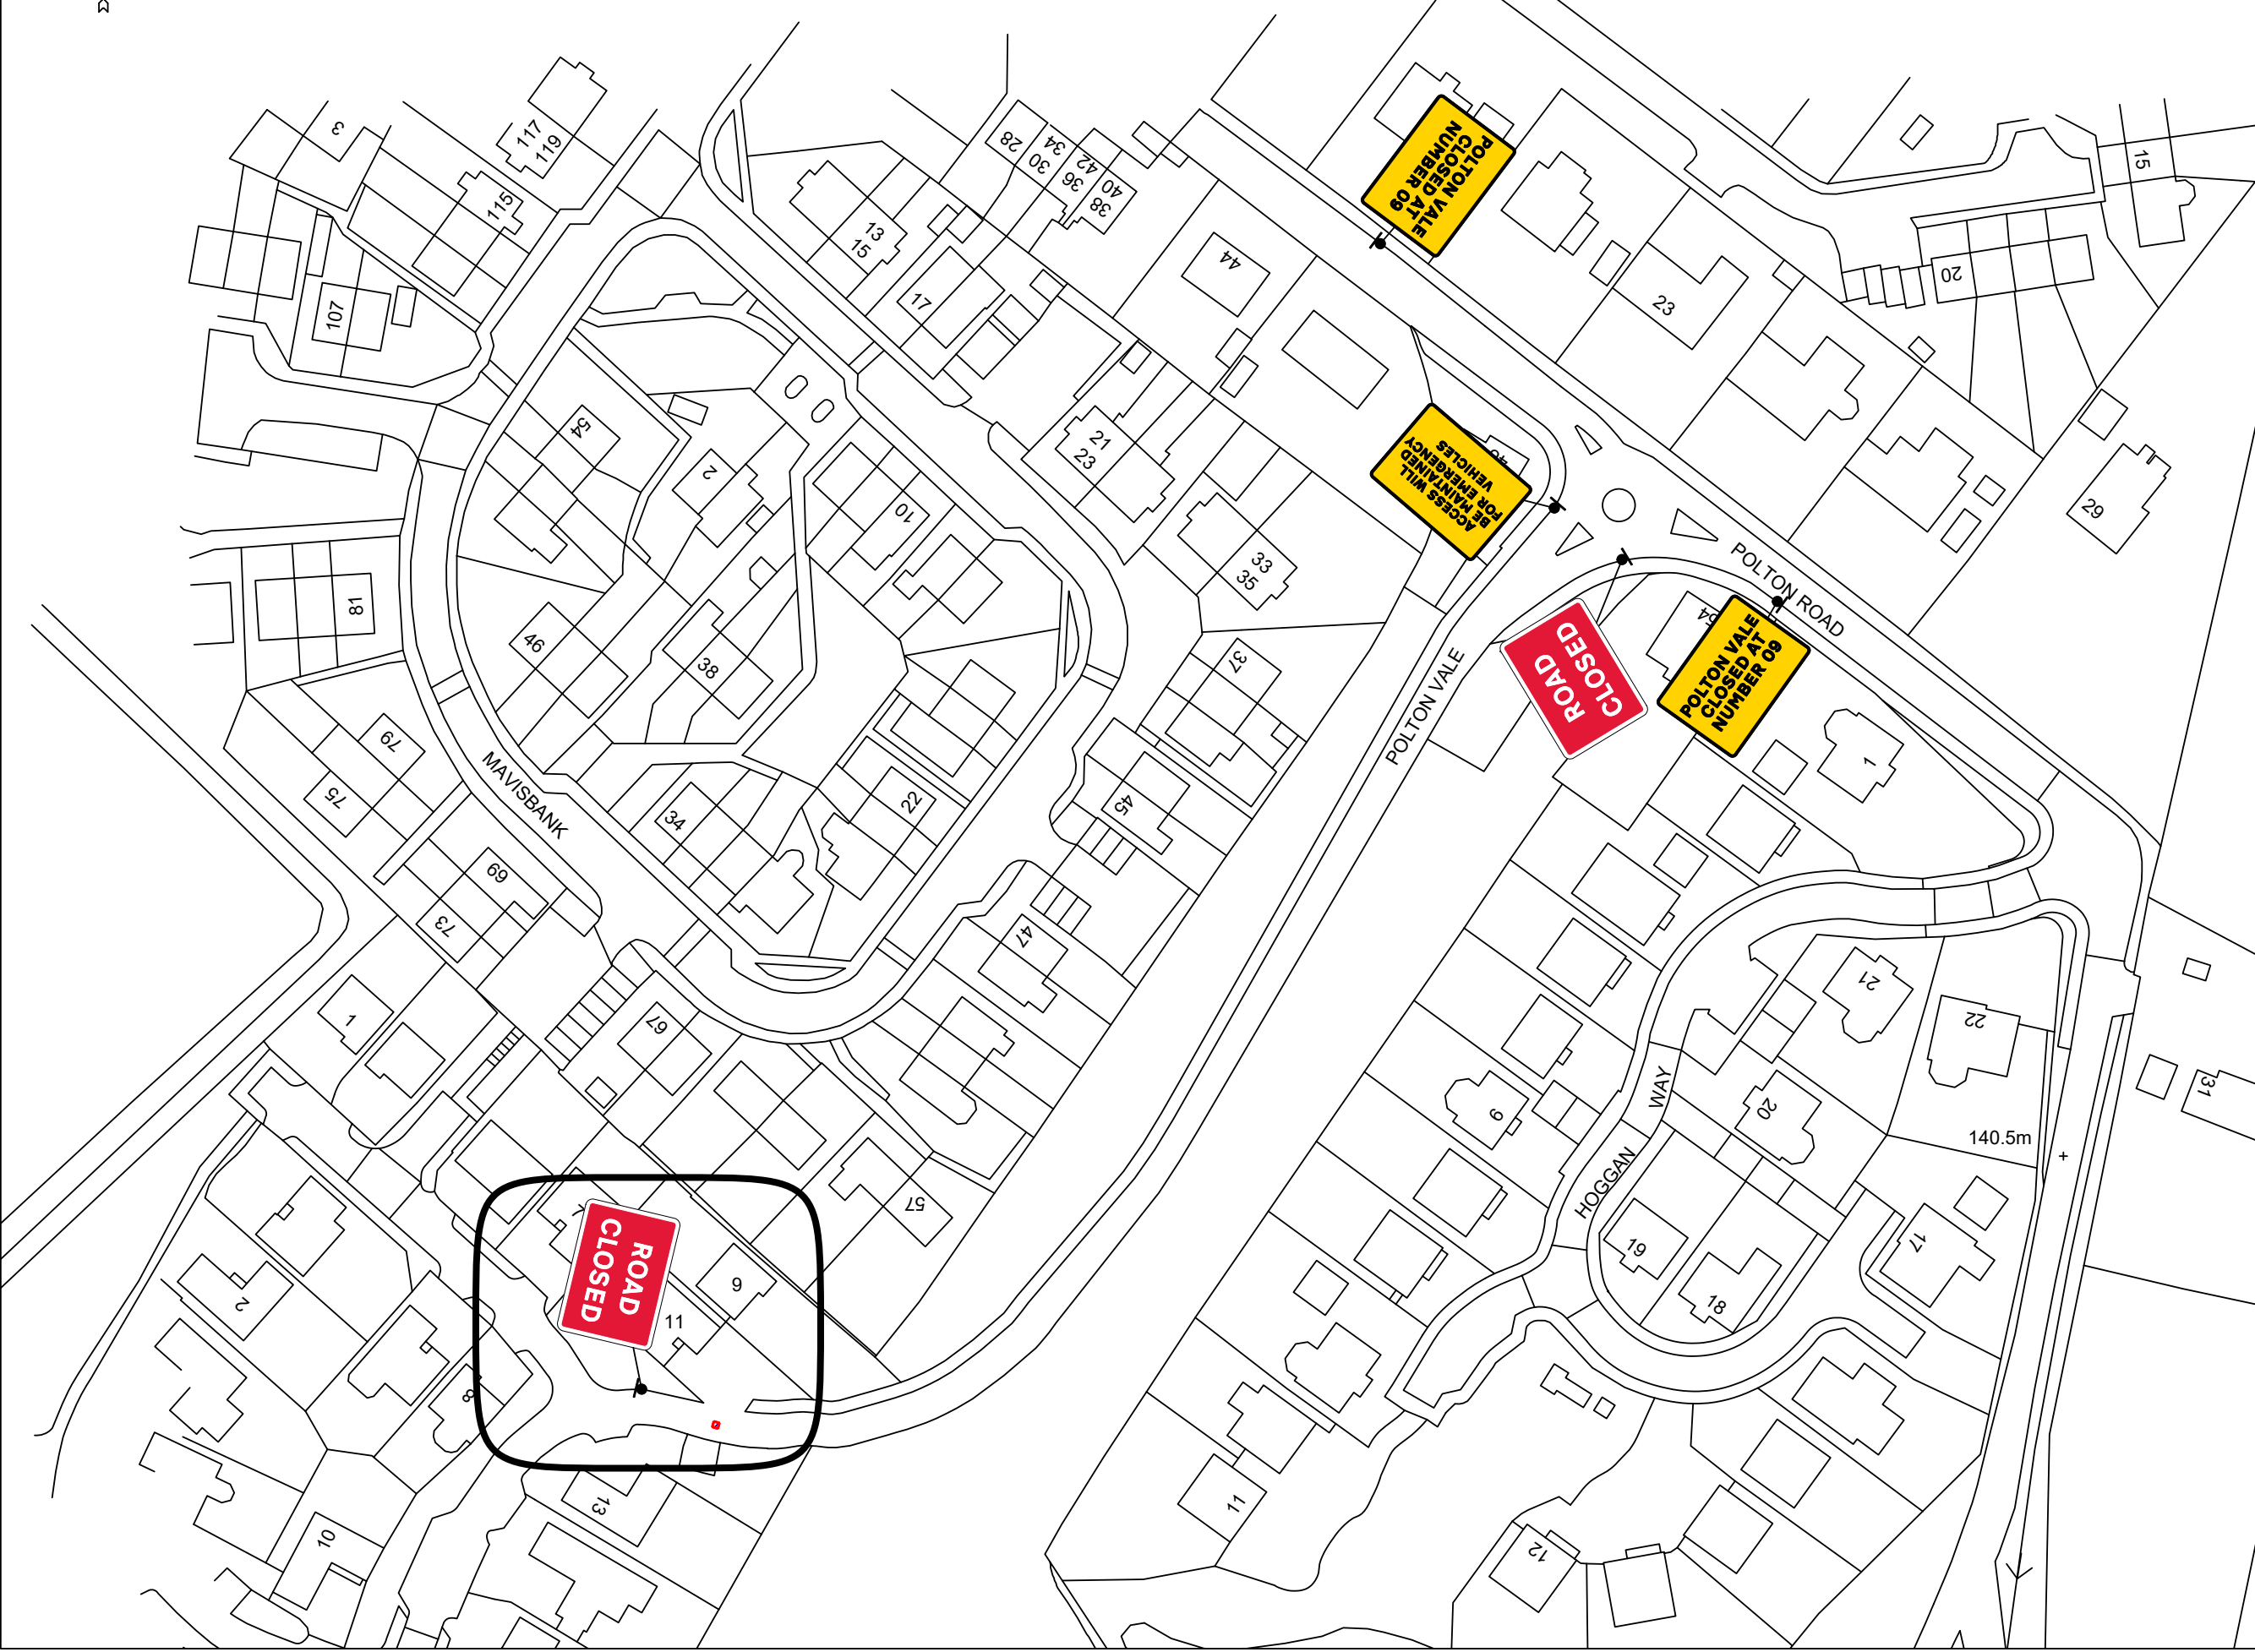 3
117
119
115
107
28
34
30
42
36
40
38
13
15
17
44
POLTON VALE
CLOSED AT
NUMBER 09
23
20
15
29
54
2
10
21
23
33
35
ACCESS WILL
BE MAINTAINED
FOR EMERGENCY
VEHICLES
POLTON ROAD
81
46
38
37
POLTON VALE
ROAD
CLOSED
POLTON VALE
CLOSED AT
NUMBER 09
1
79
75
MAVISBANK
34
22
45
69
73
47
1
67
21
22
31
9
WAY
20
140.5m
HOGGAN
57
17
19
18
2
ROAD
CLOSED
9
11
8
13
10
11
12